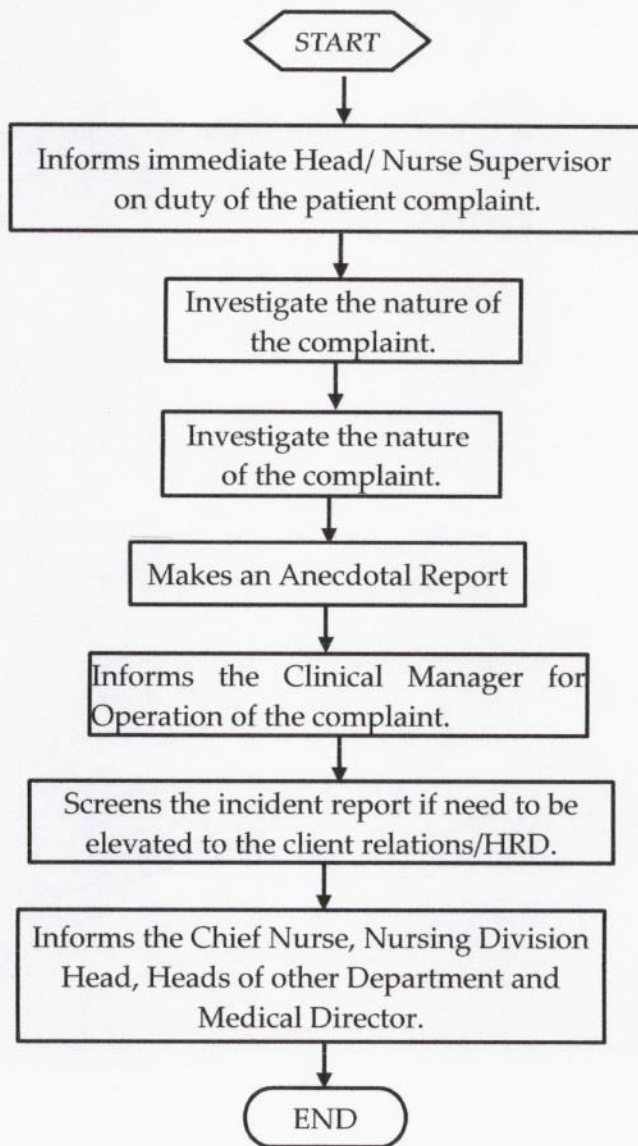 START
Informs immediate Head/ Nurse Supervisor
on duty of the patient complaint.
Investigate the nature of
the complaint.
Investigate the nature
of the complaint.
Makes an Anecdotal Report
Informs the Clinical Manager for
Operation of the complaint.
Screens the incident report if need to be
elevated to the client relations/HRD.
Informs the Chief Nurse, Nursing Division
Head, Heads of other Department and
Medical Director.
END